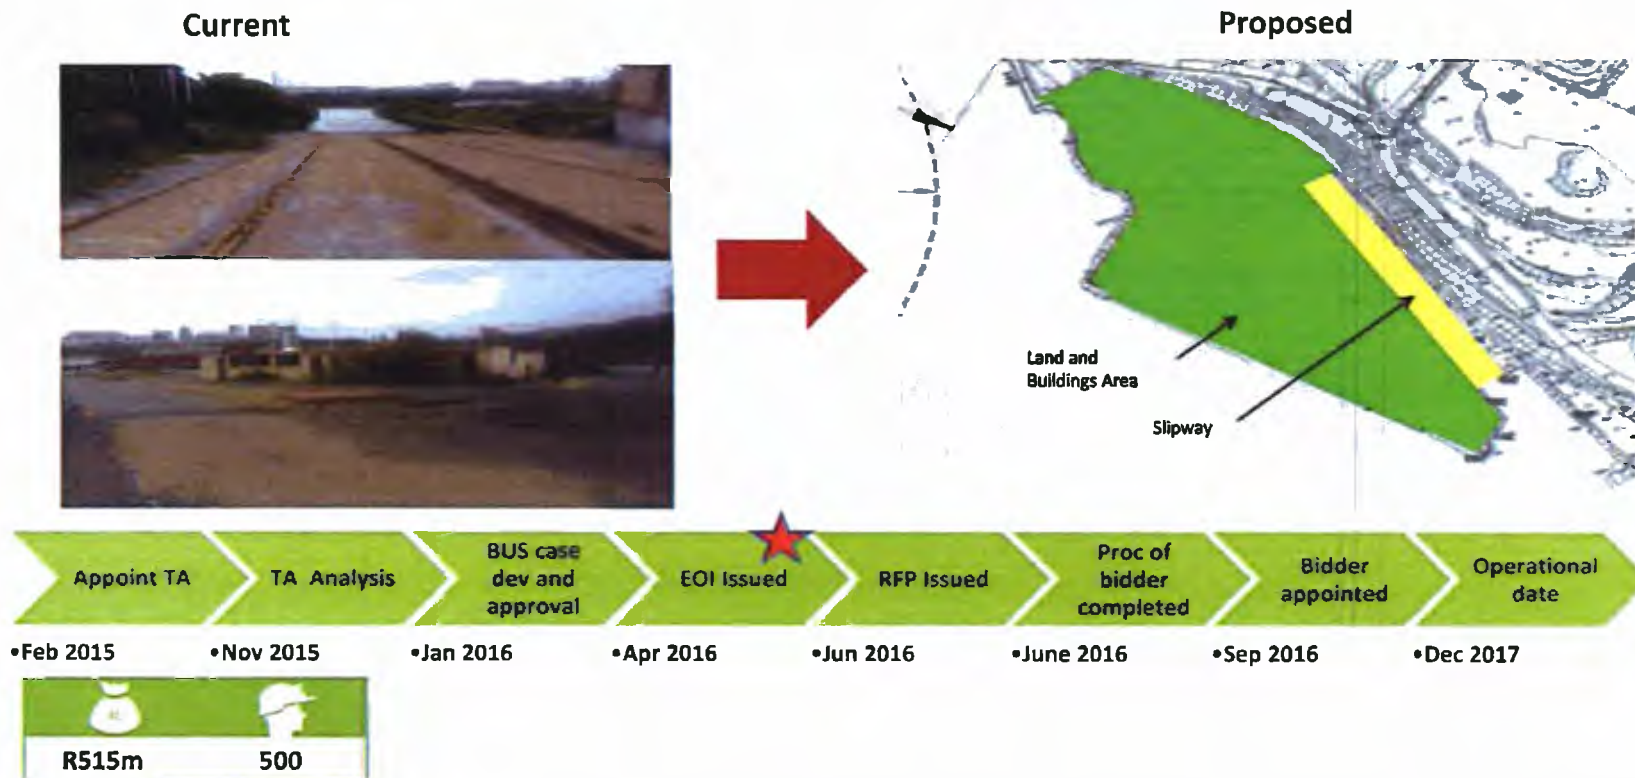 Current
Proposed
Land and
Buildings Area
Slipway
Appoint TA
TA Analysis
BUS case
dev and
approval
EOI Issued
RFP Issued
Proc of
bidder
completed
Bidder
appointed
Operational
date
•Feb 2015
•Nov 2015
•Jan 2016
•Apr 2016
•Jun 2016
•June 2016
•Sep 2016
•Dec 2017
R515m
500